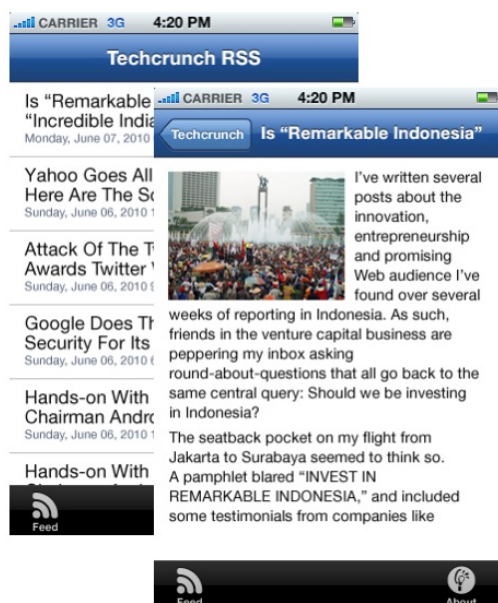 CARRIER 3G 4:20 PM
Techcrunch RSS
Is “Remarkable
“Incredible India
Monday, June 07, 2010
Yahoo Goes All
Here Are The
Sunday, June 06, 2010
Attack Of The
Awards Twitter
Sunday, June 06, 2010
Google Does
Security For Its
Sunday, June 06, 2010
Hands-on With
Chairman
Sunday, June 06, 2010
Hands-on With
Feed
CARRIER 3G 4:20 PM
Techcrunch
Is “Remarkable Indonesia”
I've written several
posts about the
innovation,
entrepreneurship
and promising
Web audience I've
found over several
weeks of reporting in Indonesia. As such,
friends in the venture capital business are
peppering my inbox asking
round-about-questions that all go back to the
same central query: Should we be investing
in Indonesia?
The seatback pocket on my flight from
Jakarta to Surabaya seemed to think so.
A pamphlet blared “INVEST IN
REMARKABLE INDONESIA,” and included
some testimonials from companies like
Feed
About